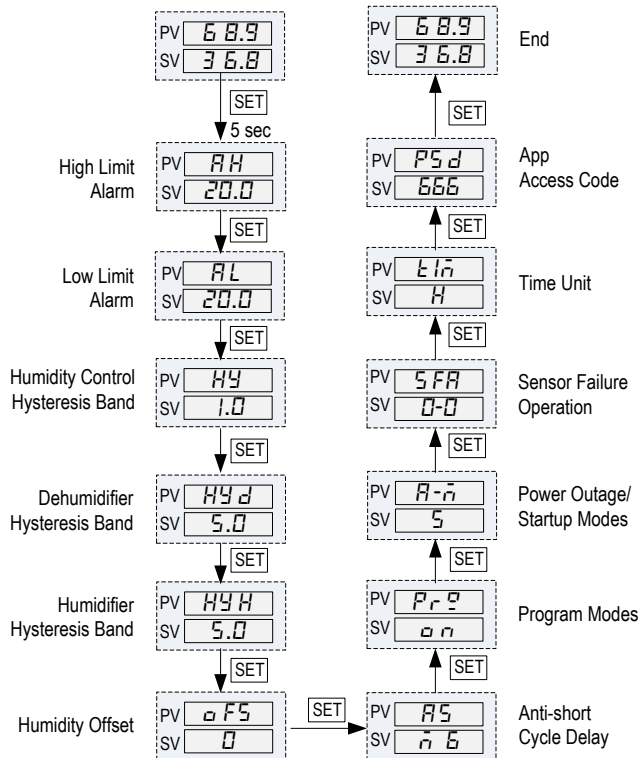 PV 68.9
SV 36.8
SET
5 sec
High Limit
Alarm
PV AH
SV 20.0
SET
Low Limit
Alarm
PV AL
SV 20.0
SET
Humidity Control
Hysteresis Band
PV HY
SV 1.0
SET
Dehumidifier
Hysteresis Band
PV HYd
SV 5.0
SET
Humidifier
Hysteresis Band
PV HYH
SV 5.0
SET
Humidity Offset
PV oFS
SV 0
SET
PV AS
SV m 6
Anti-short
Cycle Delay
SET
PV Prg
SV on
Program Modes
SET
PV A-m
SV 5
Power Outage/
Startup Modes
SET
PV SFA
SV 0-0
Sensor Failure
Operation
SET
PV tIm
SV H
Time Unit
SET
PV PSd
SV 666
App
Access Code
SET
PV 68.9
SV 36.8
End